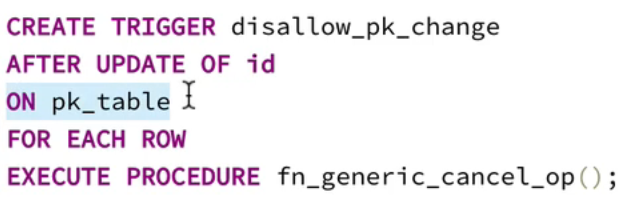 CREATE TRIGGER disallow_pk_change
AFTER UPDATE OF id
ON pk_table
FOR EACH ROW
EXECUTE PROCEDURE fn_generic_cancel_op();